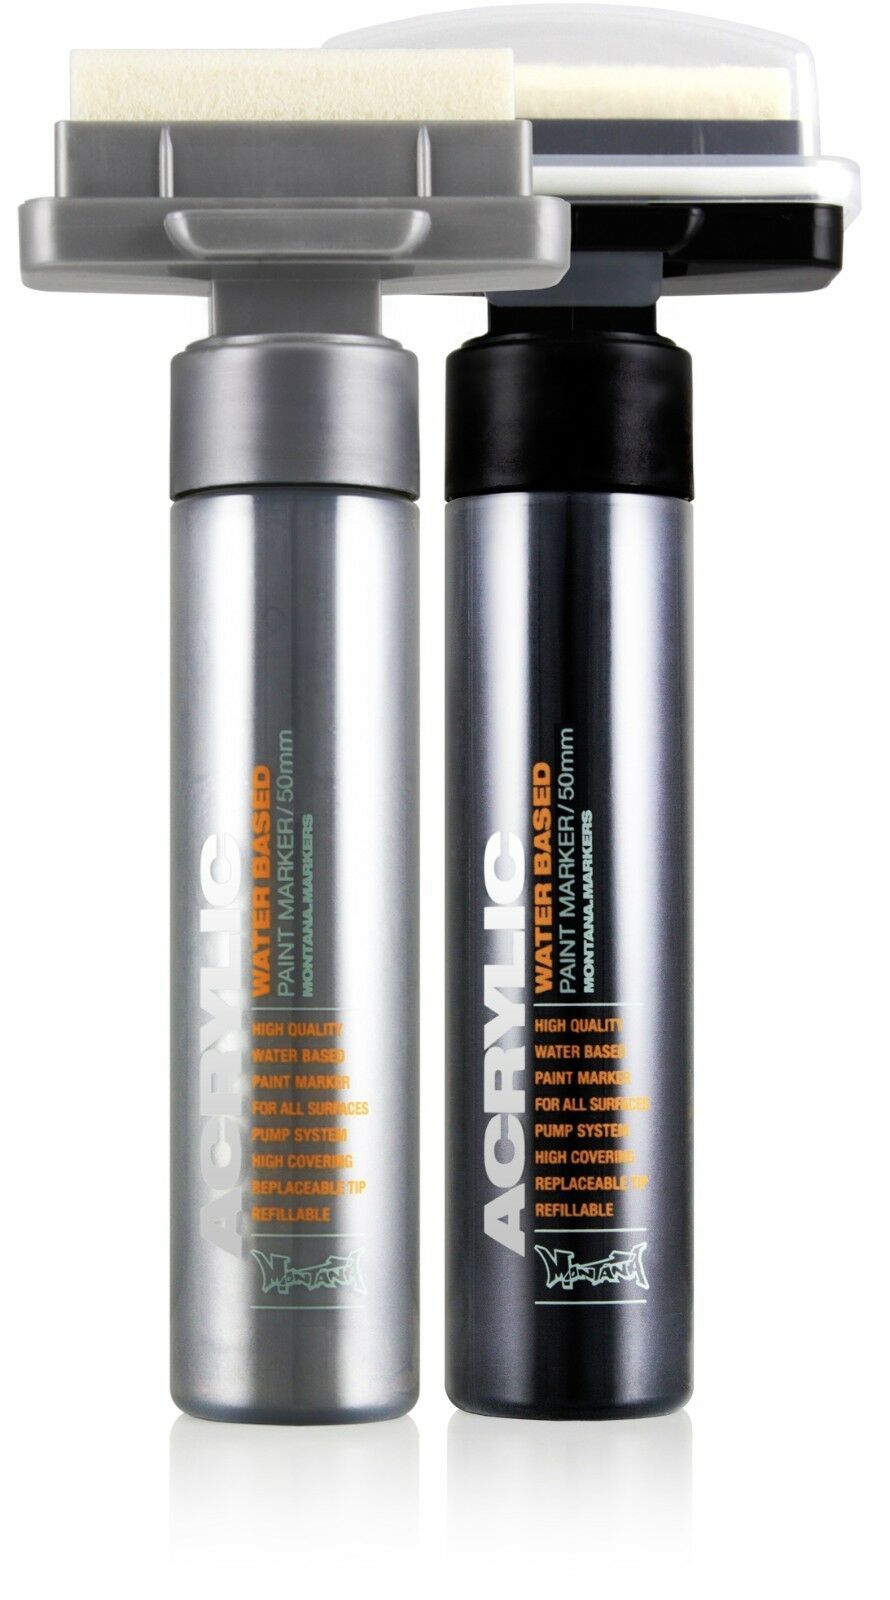 ACRYLIC
WATER BASED
PAINT MARKER / 50mm
MONTANA.MARKERS
HIGH QUALITY
WATER BASED
PAINT MARKER
FOR ALL SURFACES
PUMP SYSTEM
HIGH COVERING
REPLACEABLE TIP
REFILLABLE
MONTANA
ACRYLIC
WATER BASED
PAINT MARKER / 50mm
MONTANA.MARKERS
HIGH QUALITY
WATER BASED
PAINT MARKER
FOR ALL SURFACES
PUMP SYSTEM
HIGH COVERING
REPLACEABLE TIP
REFILLABLE
MONTANA